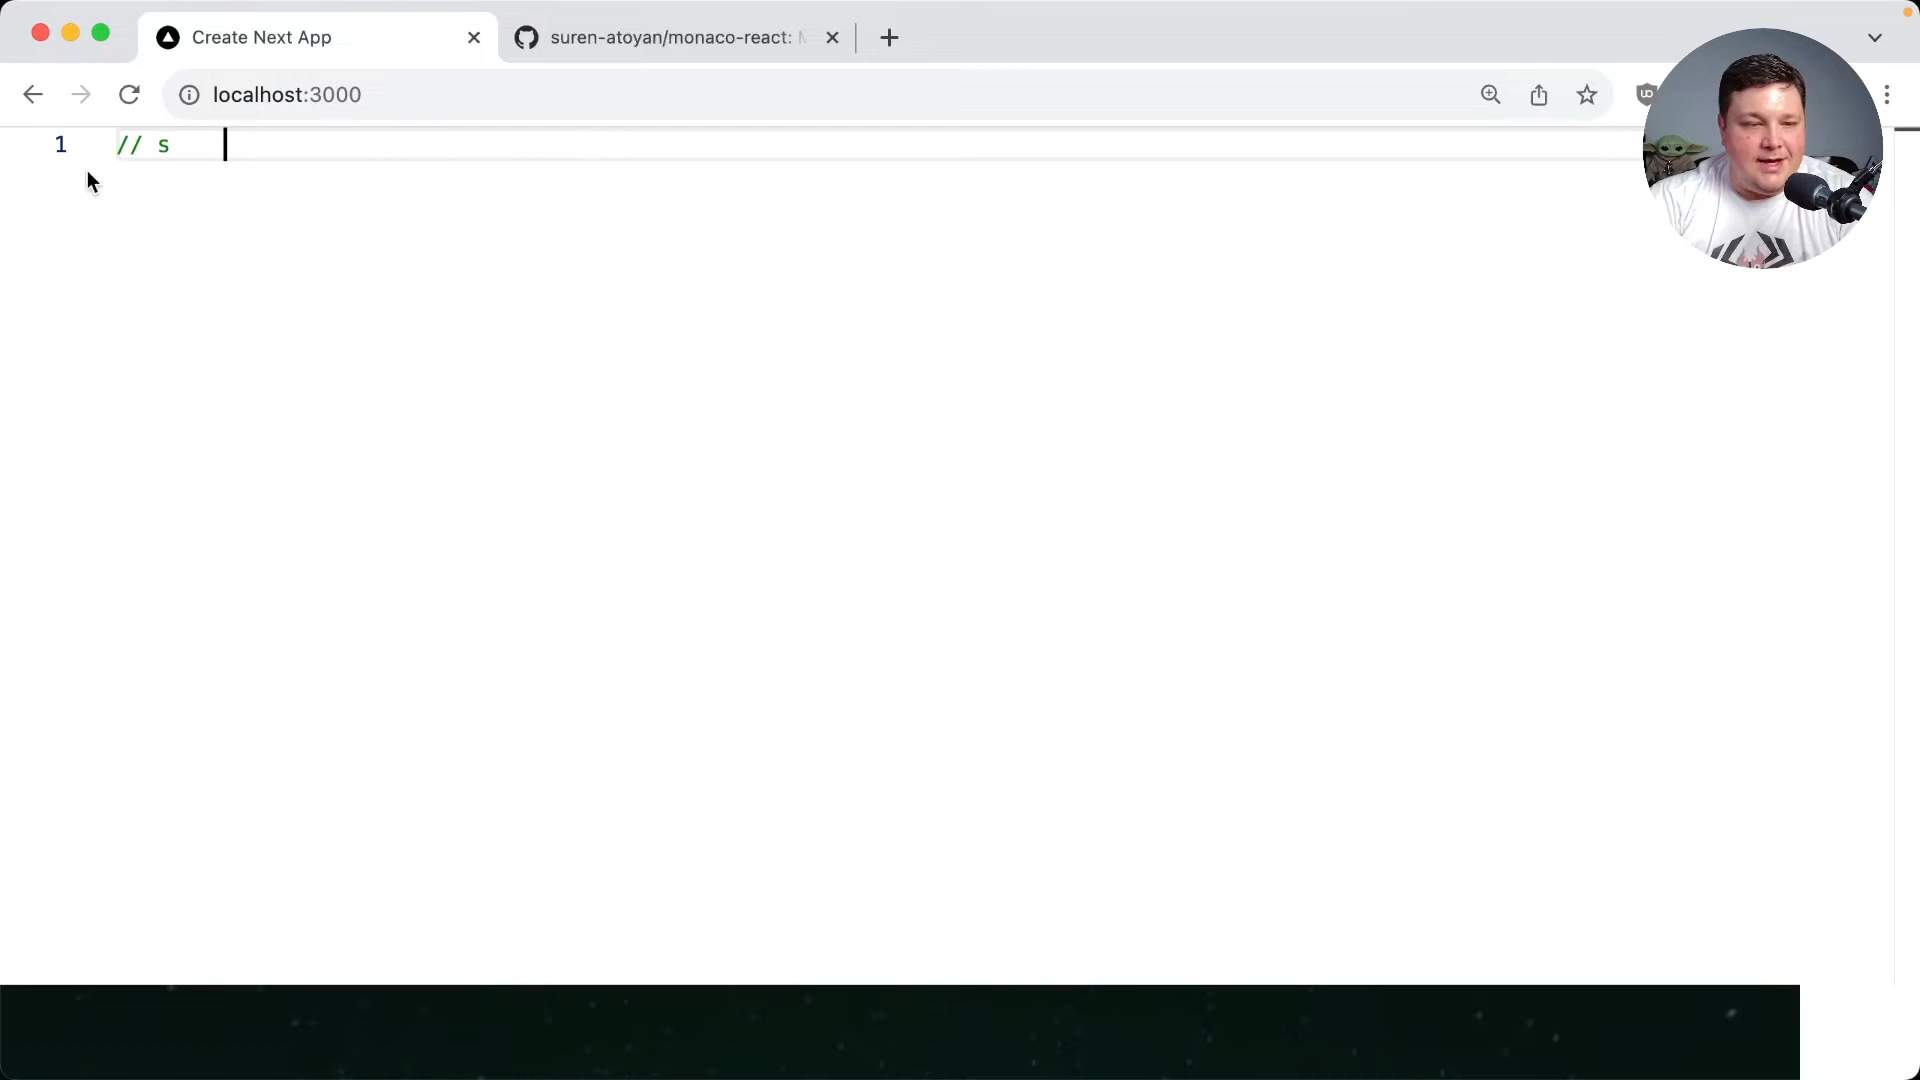 Create Next App
suren-atoyan/monaco-react:
localhost:3000
1 // s